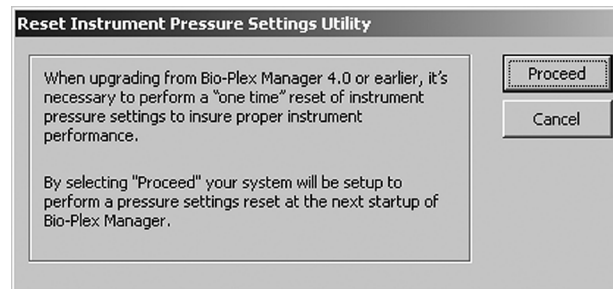 Reset Instrument Pressure Settings Utility
When upgrading from Bio-Plex Manager 4.0 or earlier, it's
necessary to perform a “one time” reset of instrument
pressure settings to insure proper instrument
performance.
By selecting "Proceed" your system will be setup to
perform a pressure settings reset at the next startup of
Bio-Plex Manager.
Proceed
Cancel